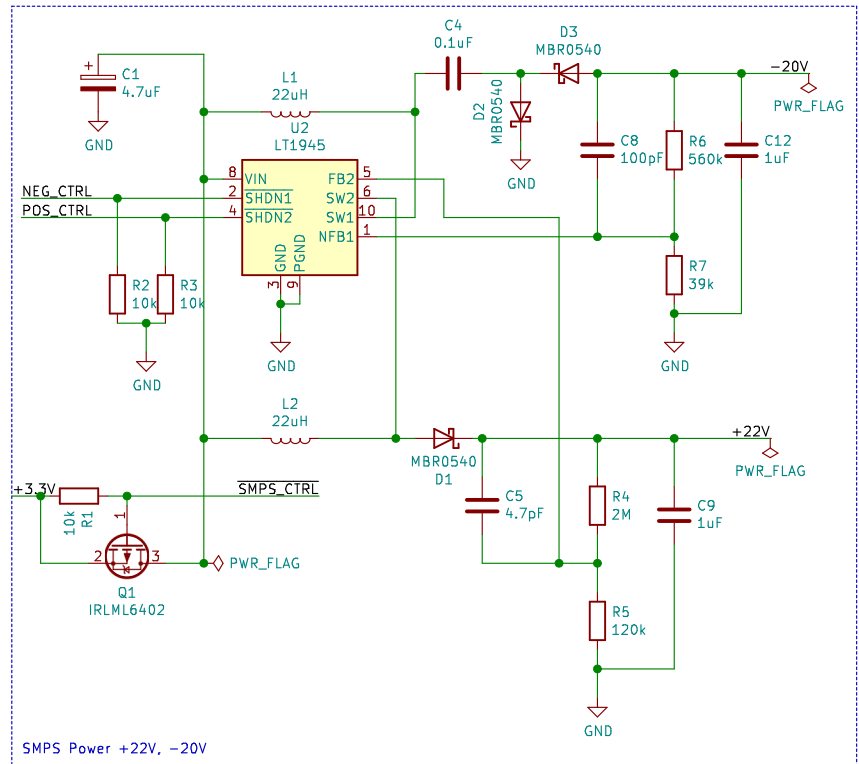 C4
0.1uF
D3
MBR0540
-20V
PWR_FLAG
+
C1
4.7uF
GND
L1
22uH
D2
MBR0540
GND
U2
LT1945
C8
100pF
R6
560k
C12
1uF
NEG_CTRL
POS_CTRL
8
2
4
VIN
SHDN1
SHDN2
FB2
SW2
SW1
NFB1
5
6
10
1
GND
PGND
3
9
R2
10k
R3
10k
GND
GND
R7
39k
GND
L2
22uH
MBR0540
D1
+22V
PWR_FLAG
+3.3V
10k
R1
SMPS_CTRL
1
2
3
PWR_FLAG
Q1
IRLML6402
C5
4.7pF
R4
2M
C9
1uF
R5
120k
GND
SMPS Power +22V, -20V